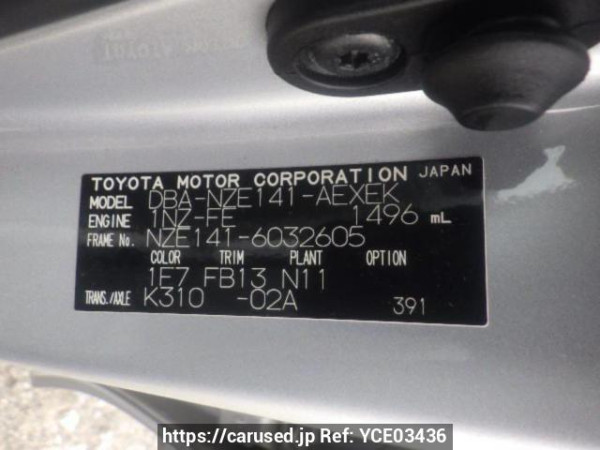 TOYOTA MOTOR CORPORATION JAPAN
MODEL DBA-NZE141-AEXEK
ENGINE 1NZ-FE 1496 mL
FRAME No. NZE141-6032605
COLOR TRIM PLANT OPTION
1E7 FB13 N11
TRANS./AXLE K310 -02A
391
https://carused.jp Ref: YCE03436